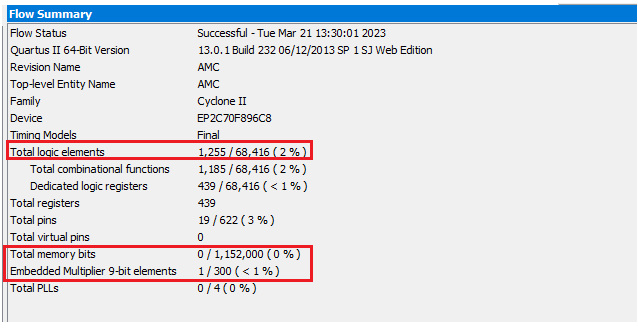 Flow Summary
Flow Status Successful - Tue Mar 21 13:30:01 2023
Quartus II 64-Bit Version 13.0.1 Build 232 06/12/2013 SP 1 SJ Web Edition
Revision Name AMC
Top-level Entity Name AMC
Family Cyclone II
Device EP2C70F896C8
Timing Models Final
Total logic elements 1,255 / 68,416 ( 2 % )
Total combinational functions 1,185 / 68,416 ( 2 % )
Dedicated logic registers 439 / 68,416 ( < 1 % )
Total registers 439
Total pins 19 / 622 ( 3 % )
Total virtual pins 0
Total memory bits 0 / 1,152,000 ( 0 % )
Embedded Multiplier 9-bit elements 1 / 300 ( < 1 % )
Total PLLs 0 / 4 ( 0 % )